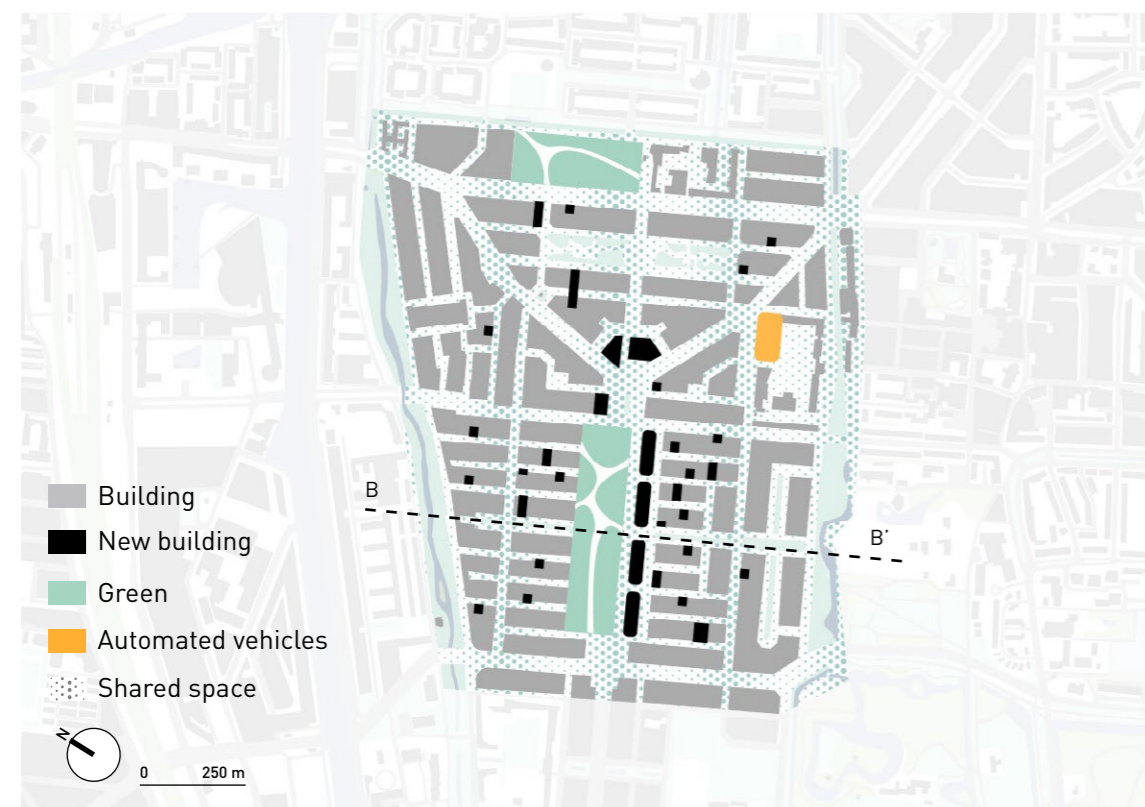 B
B'
Building
New building
Green
Automated vehicles
Shared space
N
0 250 m